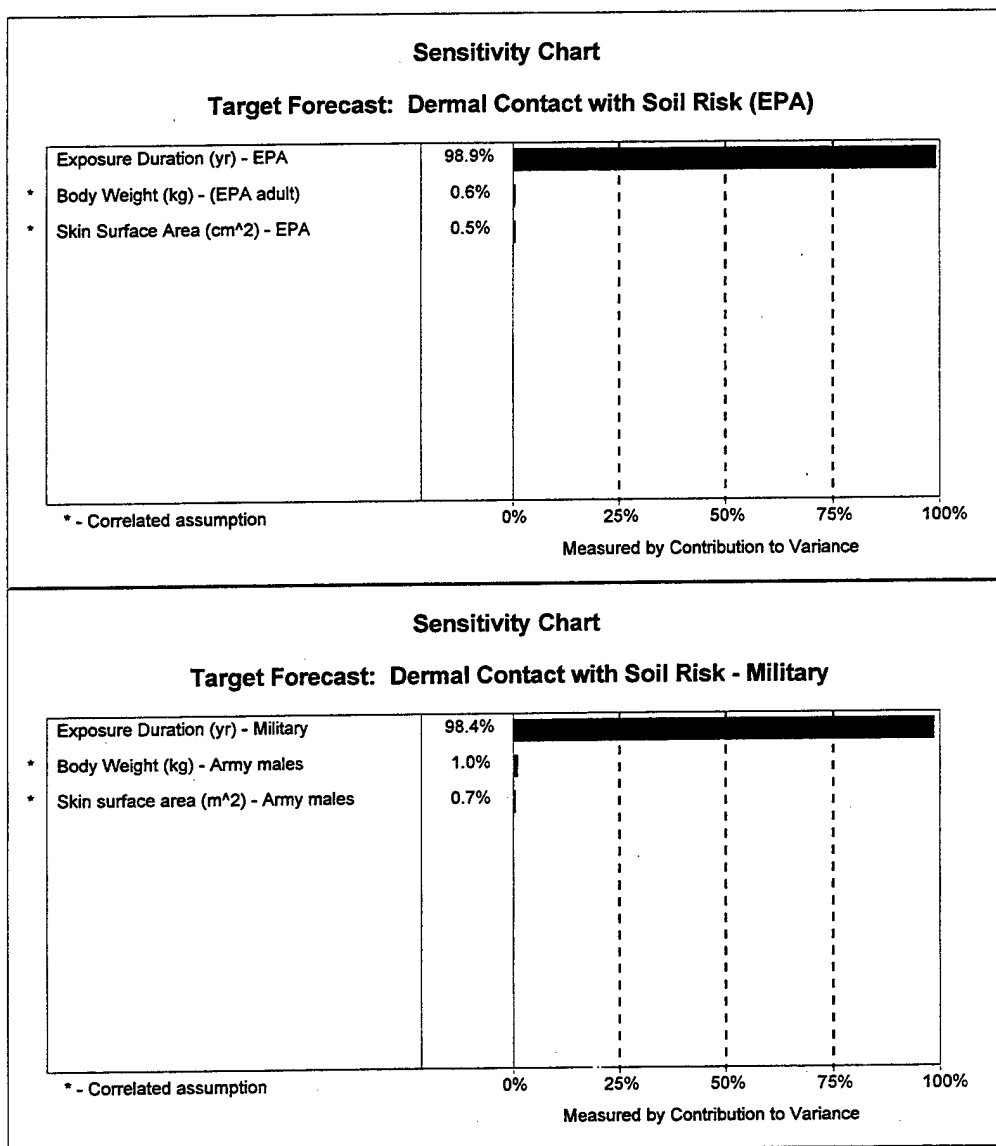 Sensitivity Chart
Target Forecast: Dermal Contact with Soil Risk (EPA)
Exposure Duration (yr) - EPA 98.9%
* Body Weight (kg) - (EPA adult) 0.6%
* Skin Surface Area (cm^2) - EPA 0.5%
* - Correlated assumption
0% 25% 50% 75% 100%
Measured by Contribution to Variance
Sensitivity Chart
Target Forecast: Dermal Contact with Soil Risk - Military
Exposure Duration (yr) - Military 98.4%
* Body Weight (kg) - Army males 1.0%
* Skin surface area (m^2) - Army males 0.7%
* - Correlated assumption
0% 25% 50% 75% 100%
Measured by Contribution to Variance